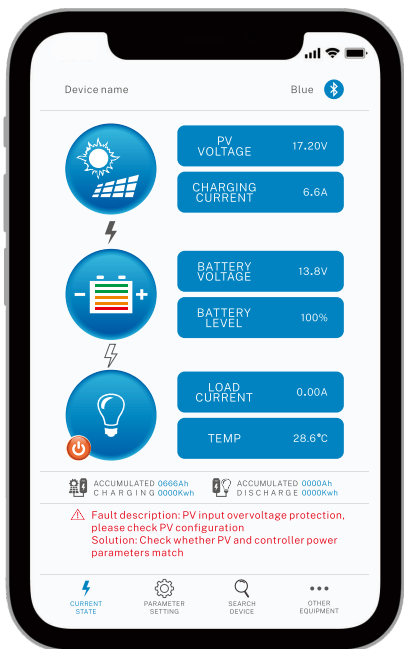 Device name
Blue
PV
VOLTAGE
17.20V
CHARGING
CURRENT
6.6A
BATTERY
VOLTAGE
13.8V
BATTERY
LEVEL
100%
LOAD
CURRENT
0.00A
TEMP
28.6°C
ACCUMULATED 0666Ah
CHARGING 0000Kwh
ACCUMULATED 0000Ah
DISCHARGE 0000Kwh
Fault description: PV input overvoltage protection,
please check PV configuration
Solution: Check whether PV and controller power
parameters match
CURRENT
STATE
PARAMETER
SETTING
SEARCH
DEVICE
OTHER
EQUIPMENT